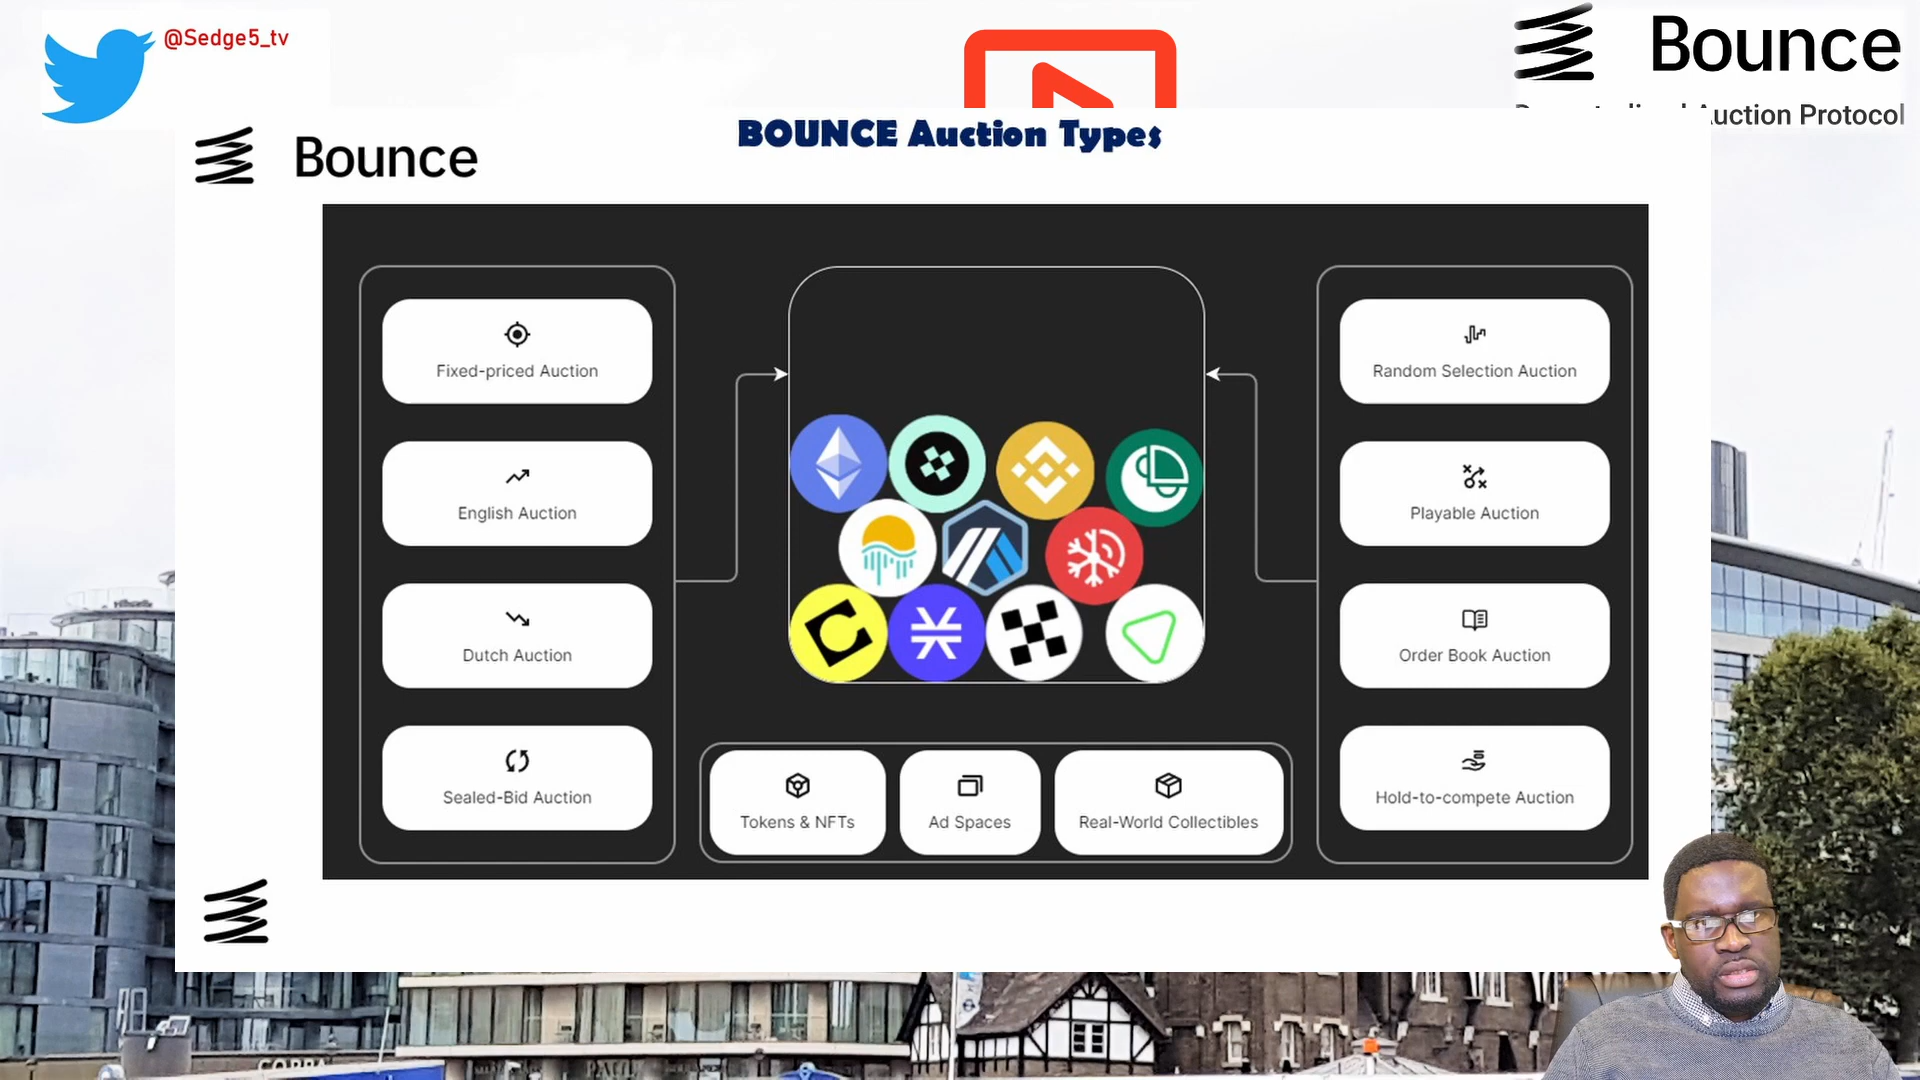 @Sedge5_tv
Bounce
Auction Protocol
BOUNCE Auction Types
Bounce
Fixed-priced Auction
English Auction
Dutch Auction
Sealed-Bid Auction
Tokens & NFTs
Ad Spaces
Real-World Collectibles
Random Selection Auction
Playable Auction
Order Book Auction
Hold-to-compete Auction